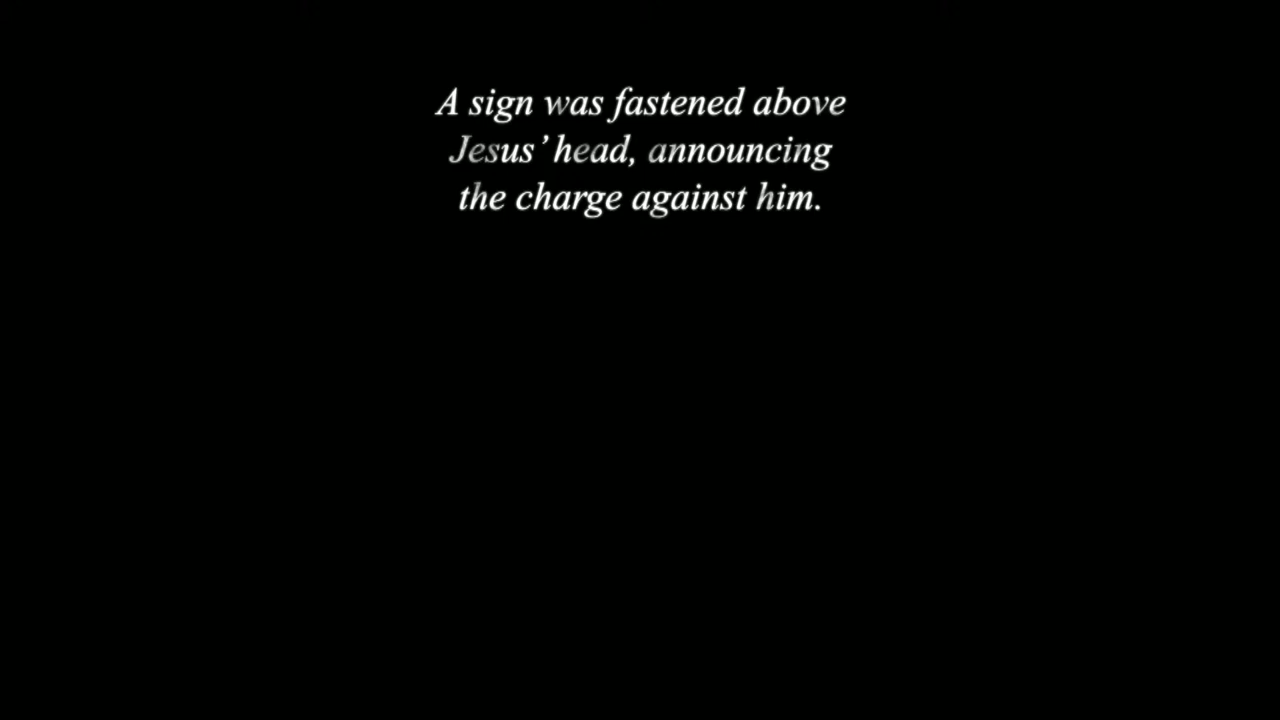 A sign was fastened above
Jesus’ head, announcing
the charge against him.